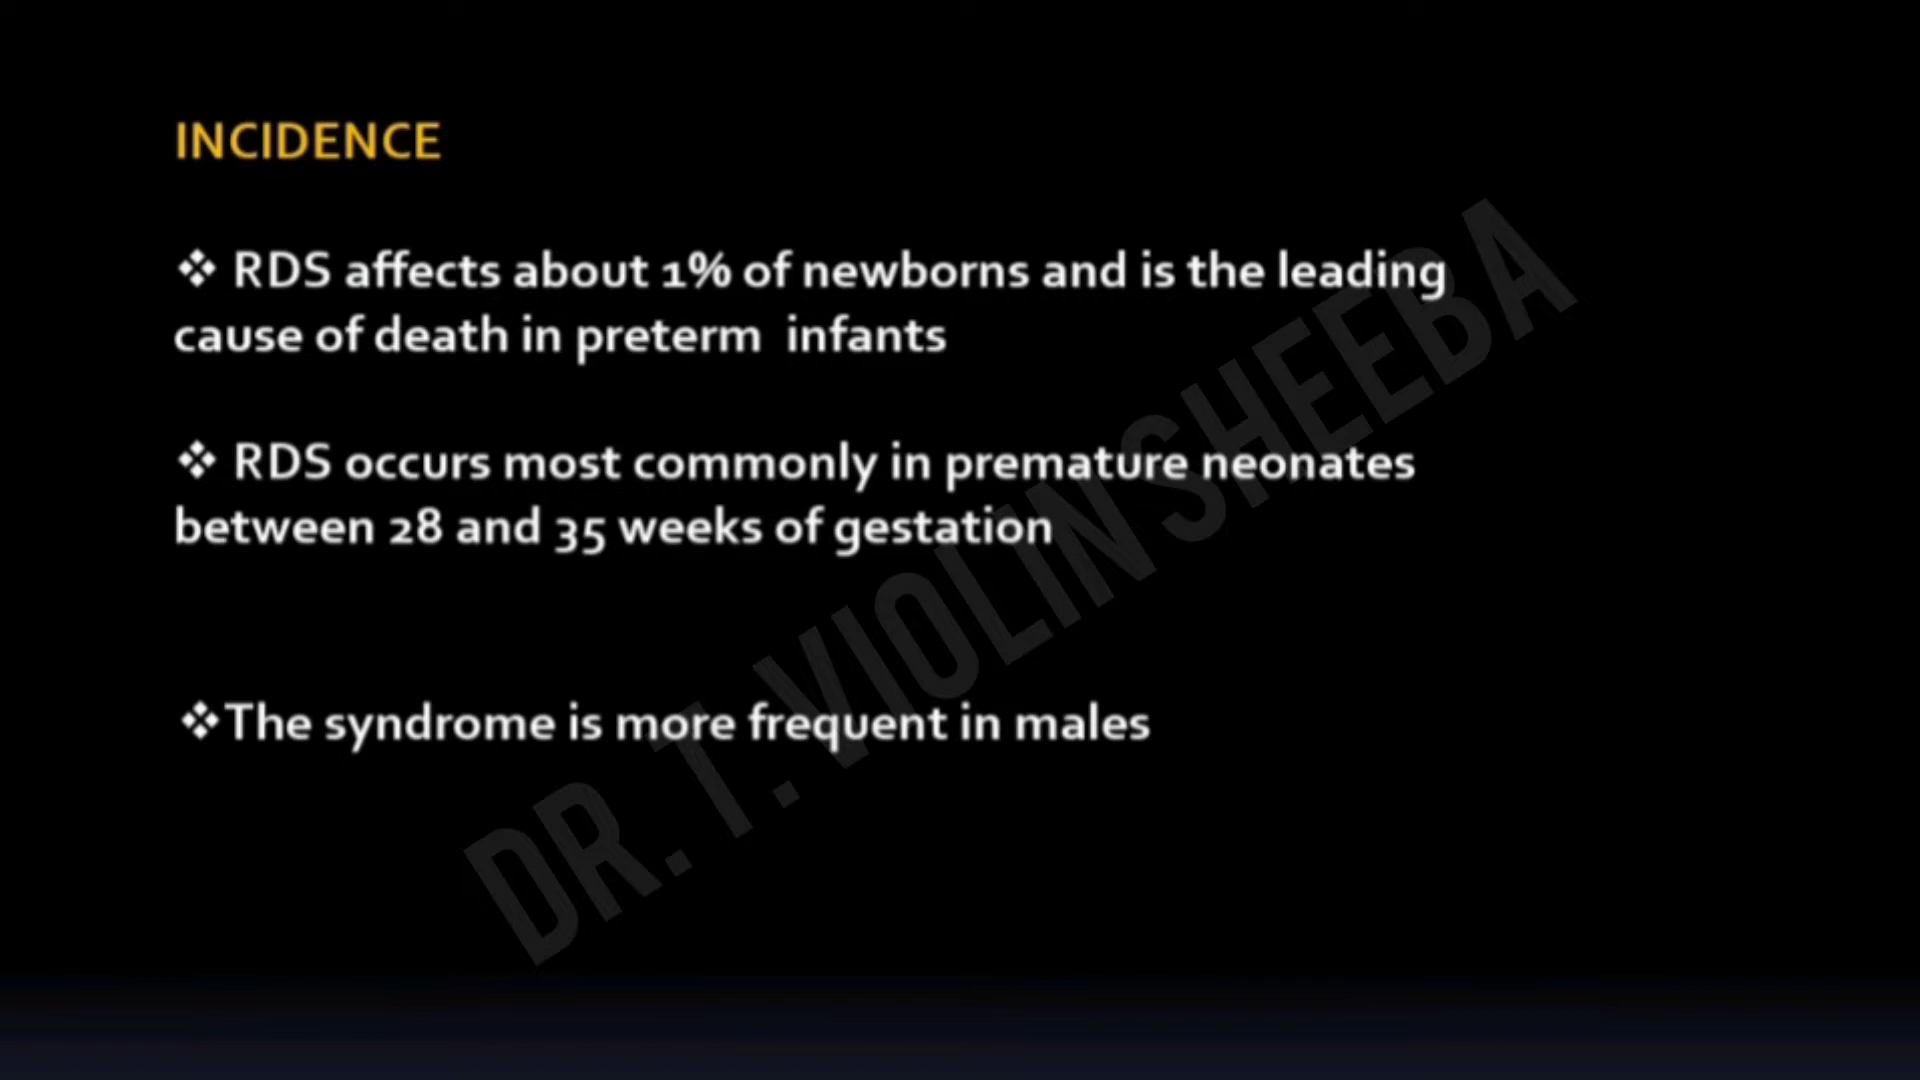 INCIDENCE
❖ RDS affects about 1% of newborns and is the leading
cause of death in preterm infants
❖ RDS occurs most commonly in premature neonates
between 28 and 35 weeks of gestation
❖The syndrome is more frequent in males
DR. T. VIOLIN SHEEBA